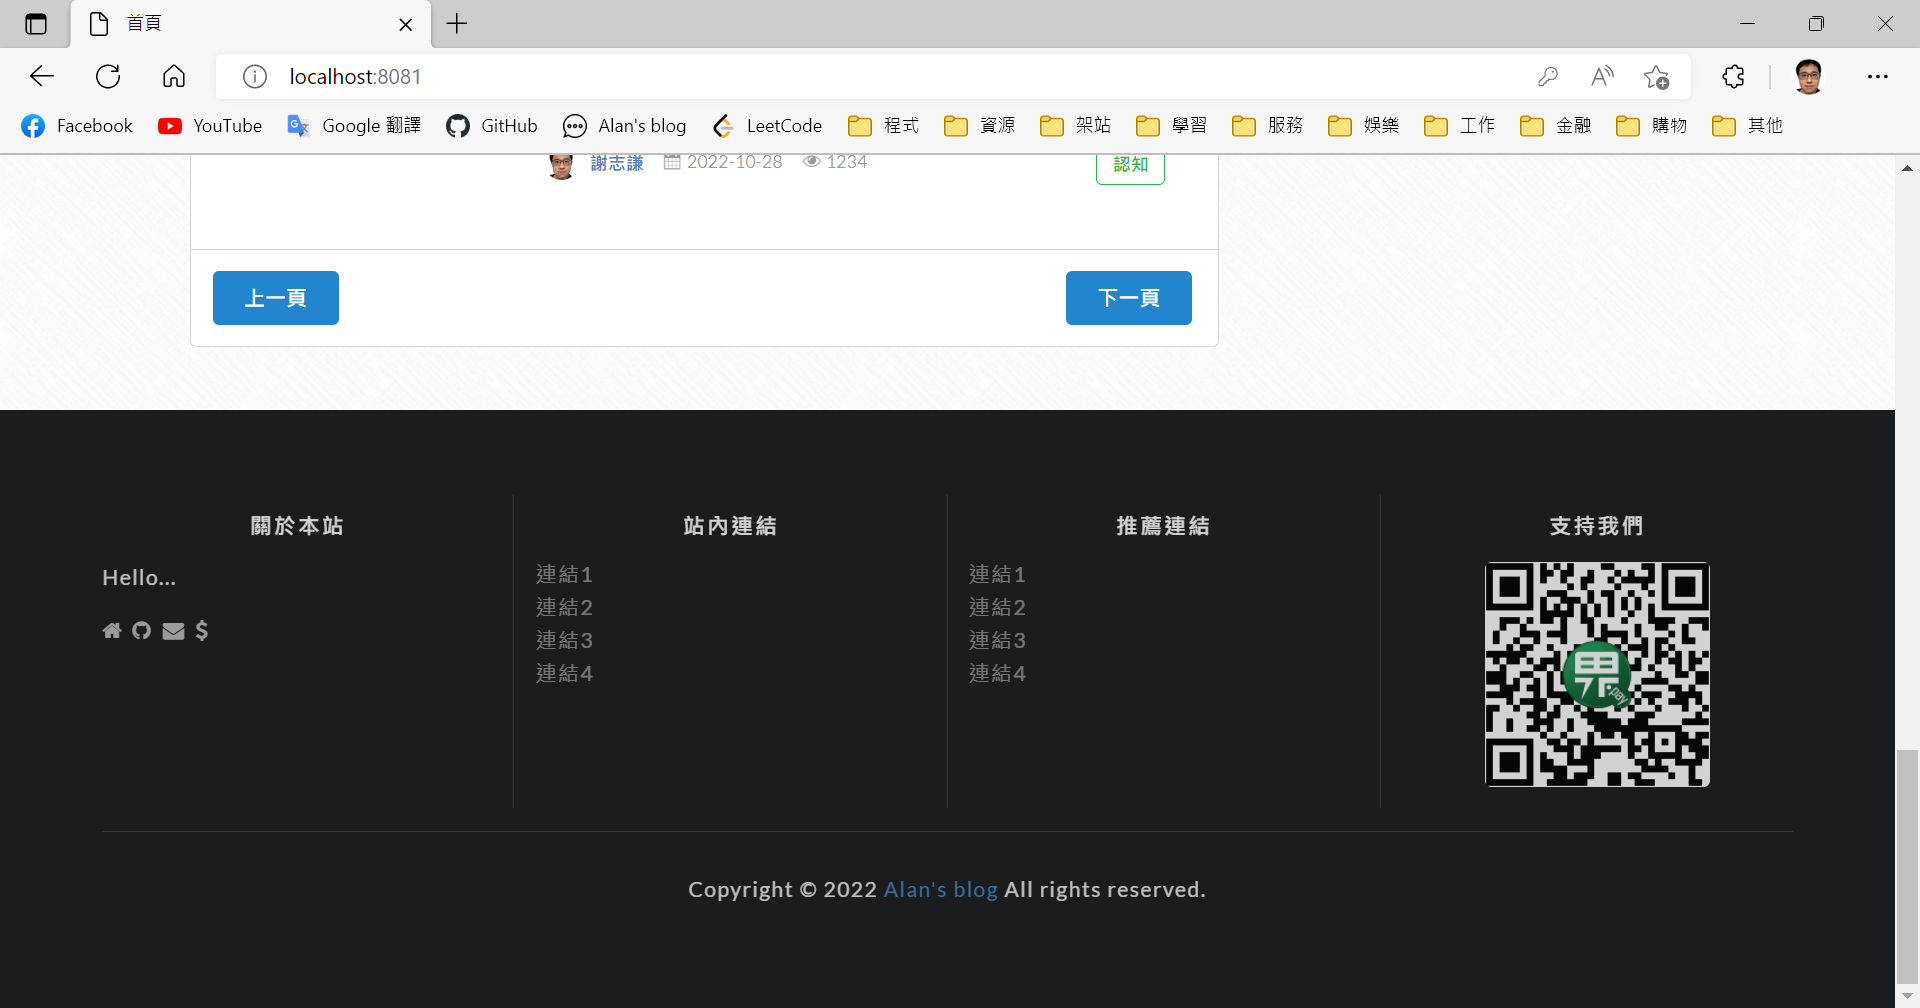 首頁
localhost:8081
Facebook YouTube Google 翻譯 GitHub Alan's blog LeetCode 程式 資源 架站 學習 服務 娛樂 工作 金融 購物 其他
謝志謙 2022-10-28 1234 認知
上一頁 下一頁
關於本站 站內連結 推薦連結 支持我們
Hello...
連結1 連結1
連結2 連結2
連結3 連結3
連結4 連結4
pay
Copyright © 2022 Alan's blog All rights reserved.